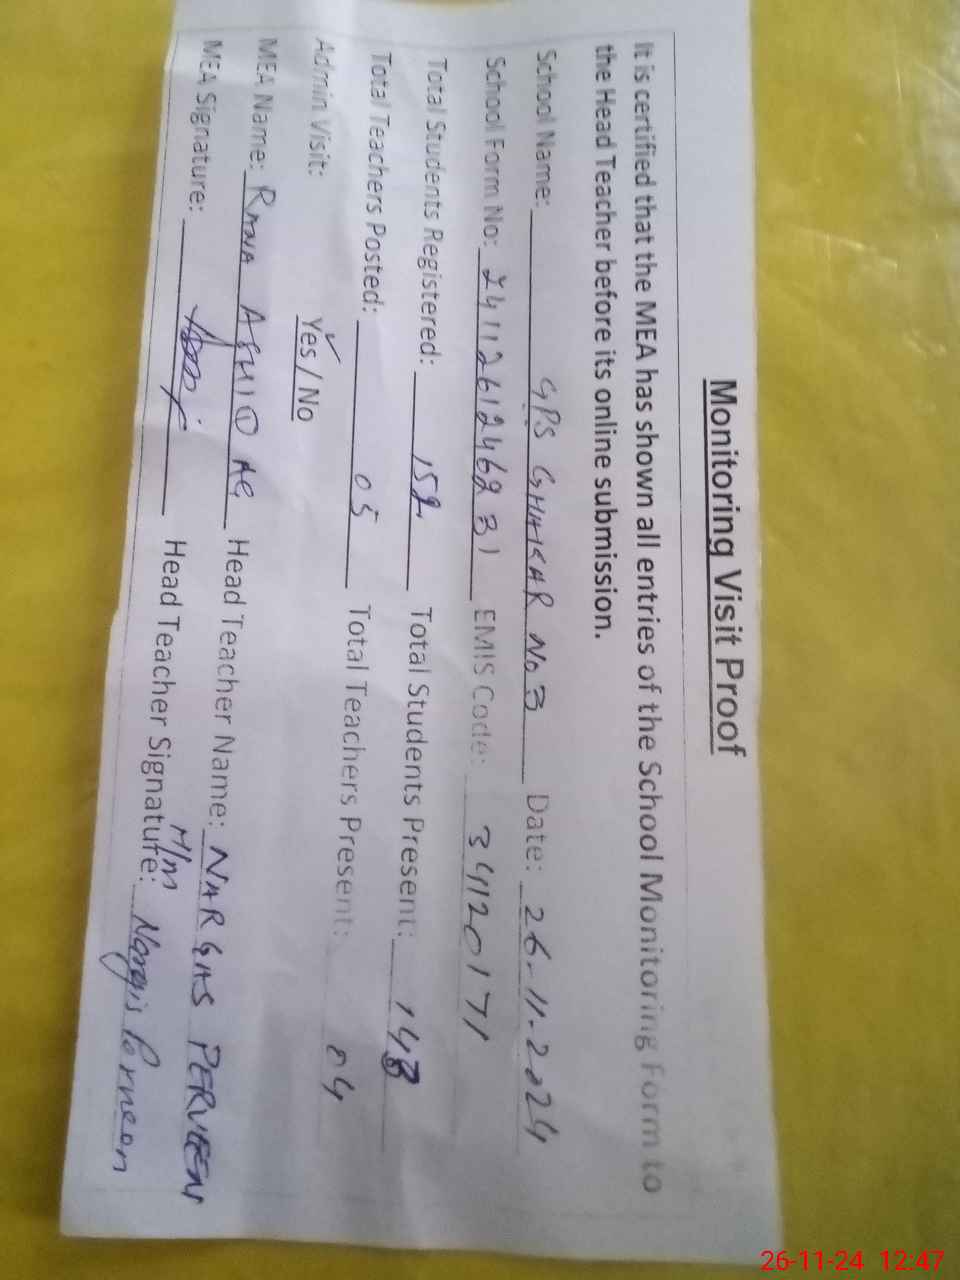 Monitoring Visit Proof
It is certified that the MEA has shown all entries of the School Monitoring Form to
the Head Teacher before its online submission.
School Name: GPS GHAKAR No 3 Date: 26-11-2024
School Form No: EMIS Code: 34120171
Total Students Registered: 152 Total Students Present: 148
Total Teachers Posted: 05 Total Teachers Present: 04
Admin Visit: Yes / No
MEA Name: RANA Head Teacher Name: NARGHS PERVEEN
MEA Signature: Head Teacher Signature: Nargis Perveen
H/M
26-11-24 12:47